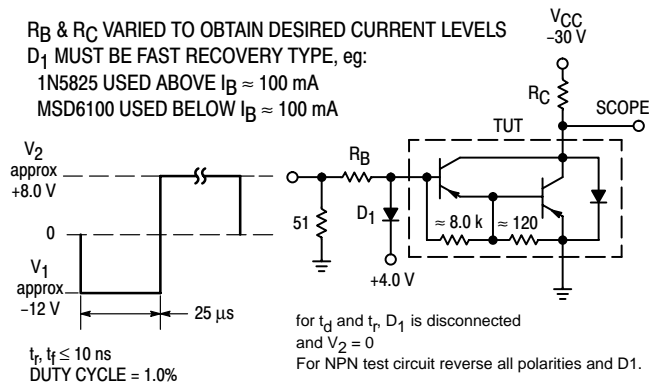 RB & RC VARIED TO OBTAIN DESIRED CURRENT LEVELS
D1 MUST BE FAST RECOVERY TYPE, eg:
1N5825 USED ABOVE IB ≈ 100 mA
MSD6100 USED BELOW IB ≈ 100 mA
VCC
-30 V
RC
SCOPE
TUT
V2
approx
+8.0 V
0
V1
approx
-12 V
25 µs
tr, tf ≤ 10 ns
DUTY CYCLE = 1.0%
51
RB
D1
+4.0 V
≈ 8.0 k
≈ 120
for td and tr, D1 is disconnected
and V2 = 0
For NPN test circuit reverse all polarities and D1.